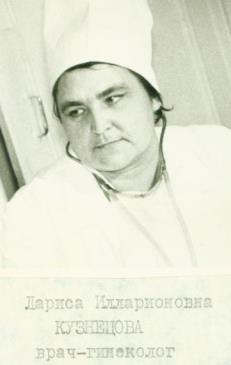 Лариса Илларионовна
КУЗНЕЦОВА
врач-гинеколог